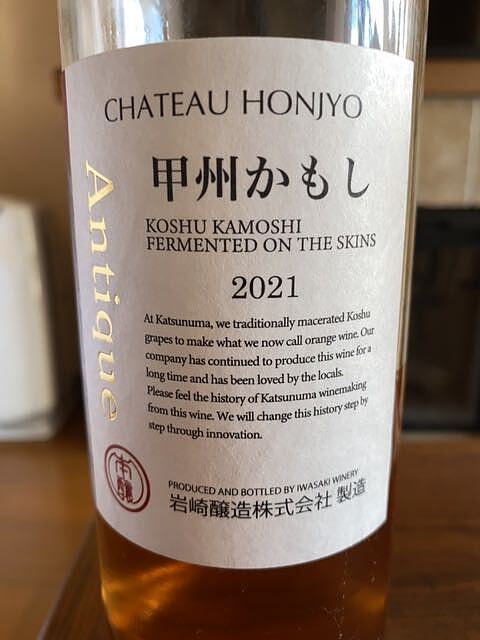 CHATEAU HONJYO
甲州かもし
KOSHU KAMOSHI
FERMENTED ON THE SKINS
2021
Antique
At Katsunuma, we traditionally macerated Koshu
grapes to make what we now call orange wine. Our
company has continued to produce this wine for a
long time and has been loved by the locals.
Please feel the history of Katsunuma winemaking
from this wine. We will change this history step by
step through innovation.
本醸
PRODUCED AND BOTTLED BY IWASAKI WINERY
岩崎醸造株式会社 製造